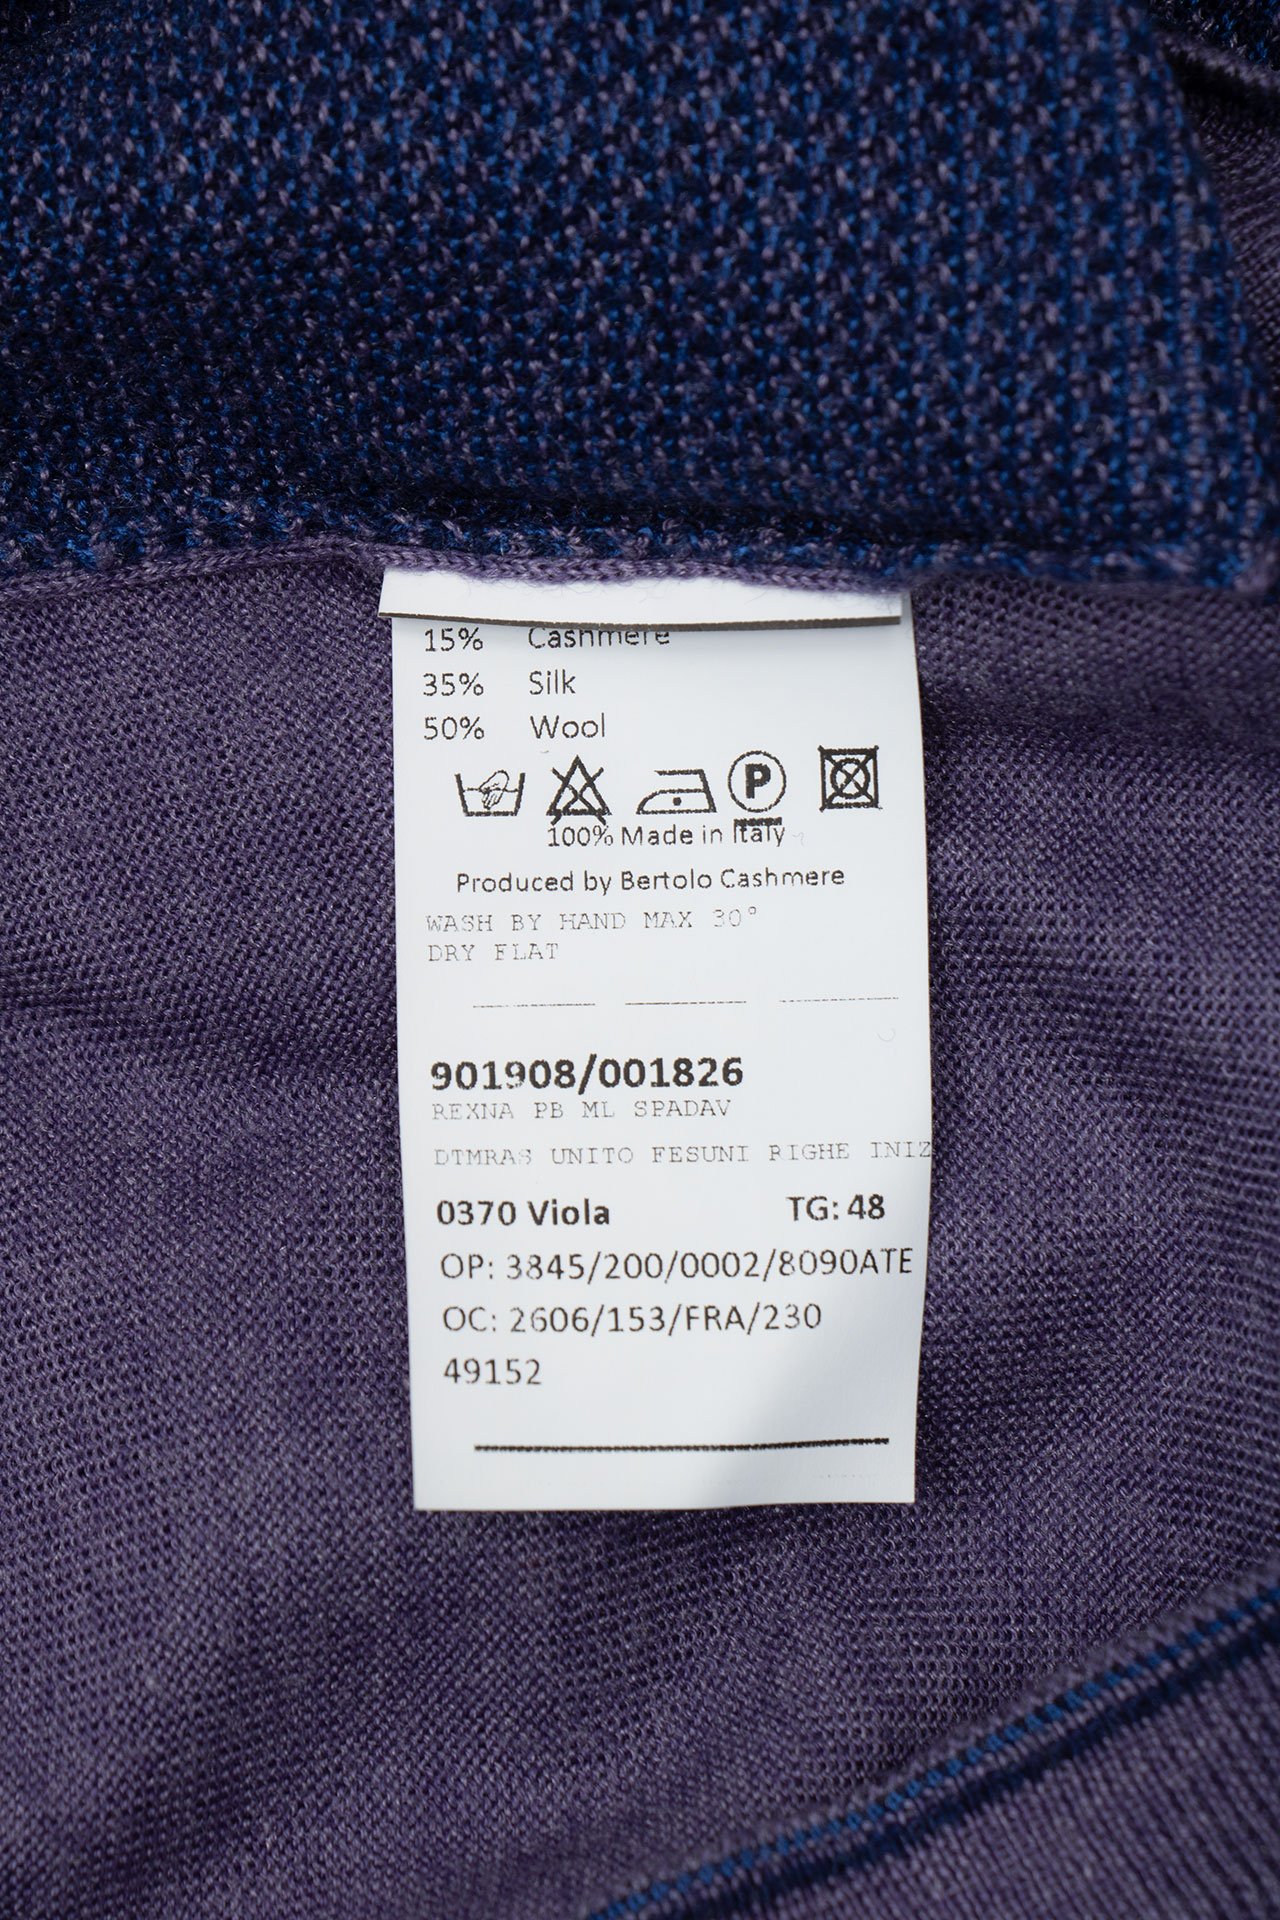 15% Cashmere
35% Silk
50% Wool
P
100% Made in Italy
Produced by Bertolo Cashmere
WASH BY HAND MAX 30°
DRY FLAT
901908/001826
REXNA PB ML SPADAV
DTMRAS UNITO FESUNI RIGHE INIZ
0370 Viola TG: 48
OP: 3845/200/0002/8090ATE
OC: 2606/153/FRA/230
49152